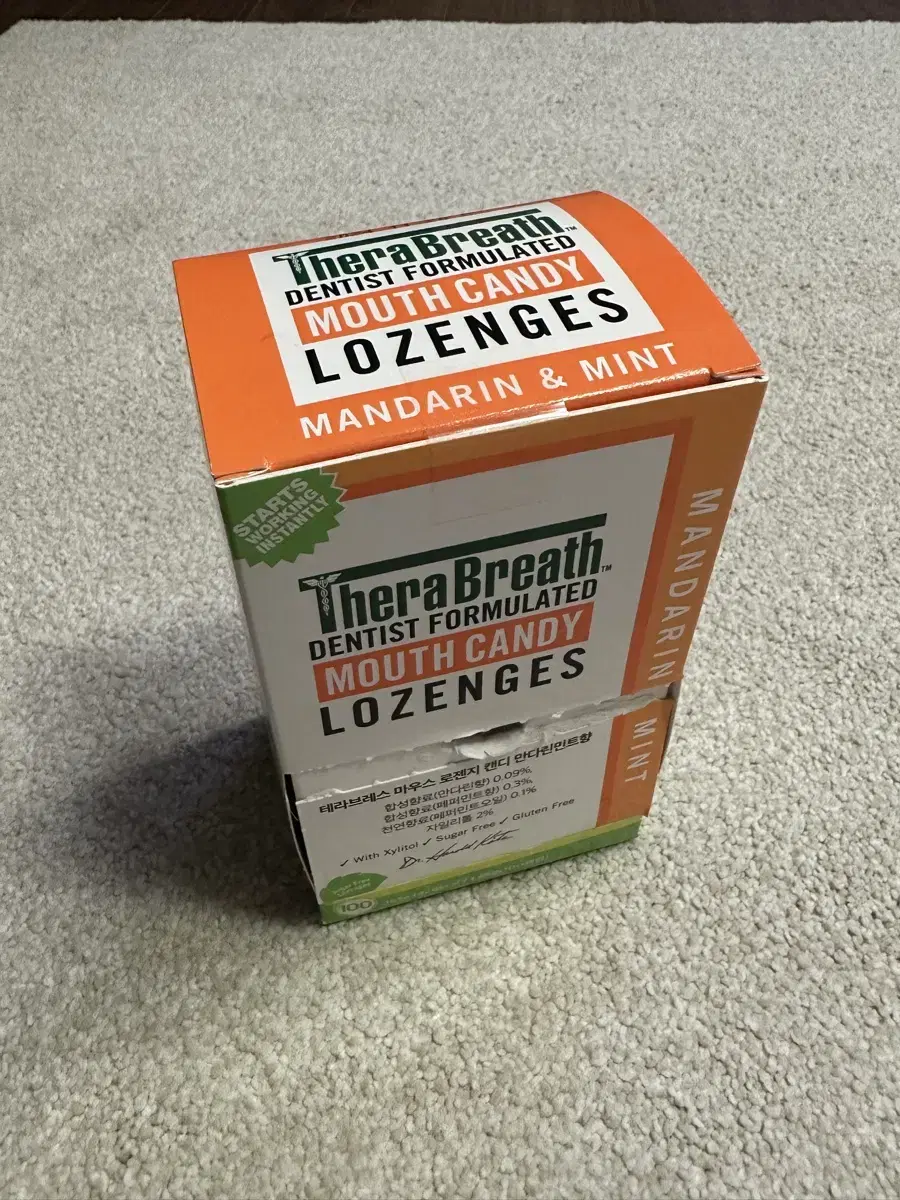 TheraBreath™
DENTIST FORMULATED
MOUTH CANDY
LOZENGES
MANDARIN & MINT
STARTS
WORKING
INSTANTLY
TheraBreath™
DENTIST FORMULATED
MOUTH CANDY
LOZENGES
MANDARIN
MINT
테라브레스 마우스 로젠지 캔디 만다린민트향
합성향료(만다린향) 0.09%,
합성향료(페퍼민트향) 0.3%,
천연향료(페퍼민트오일) 0.1%
자일리톨 2%
✓ With Xylitol ✓ Sugar Free ✓ Gluten Free
Dr. Harold Katz
100